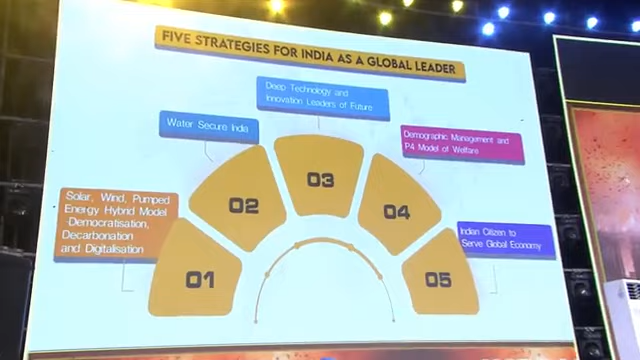 FIVE STRATEGIES FOR INDIA AS A GLOBAL LEADER
Solar, Wind, Pumped
Energy Hybrid Model
-Democratisation,
Decarbonation
and Digitalisation
01
Water Secure India
02
Deep Technology and
Innovation Leaders of Future
03
Demographic Management and
P4 Model of Welfare
04
Indian Citizen to
Serve Global Economy
05